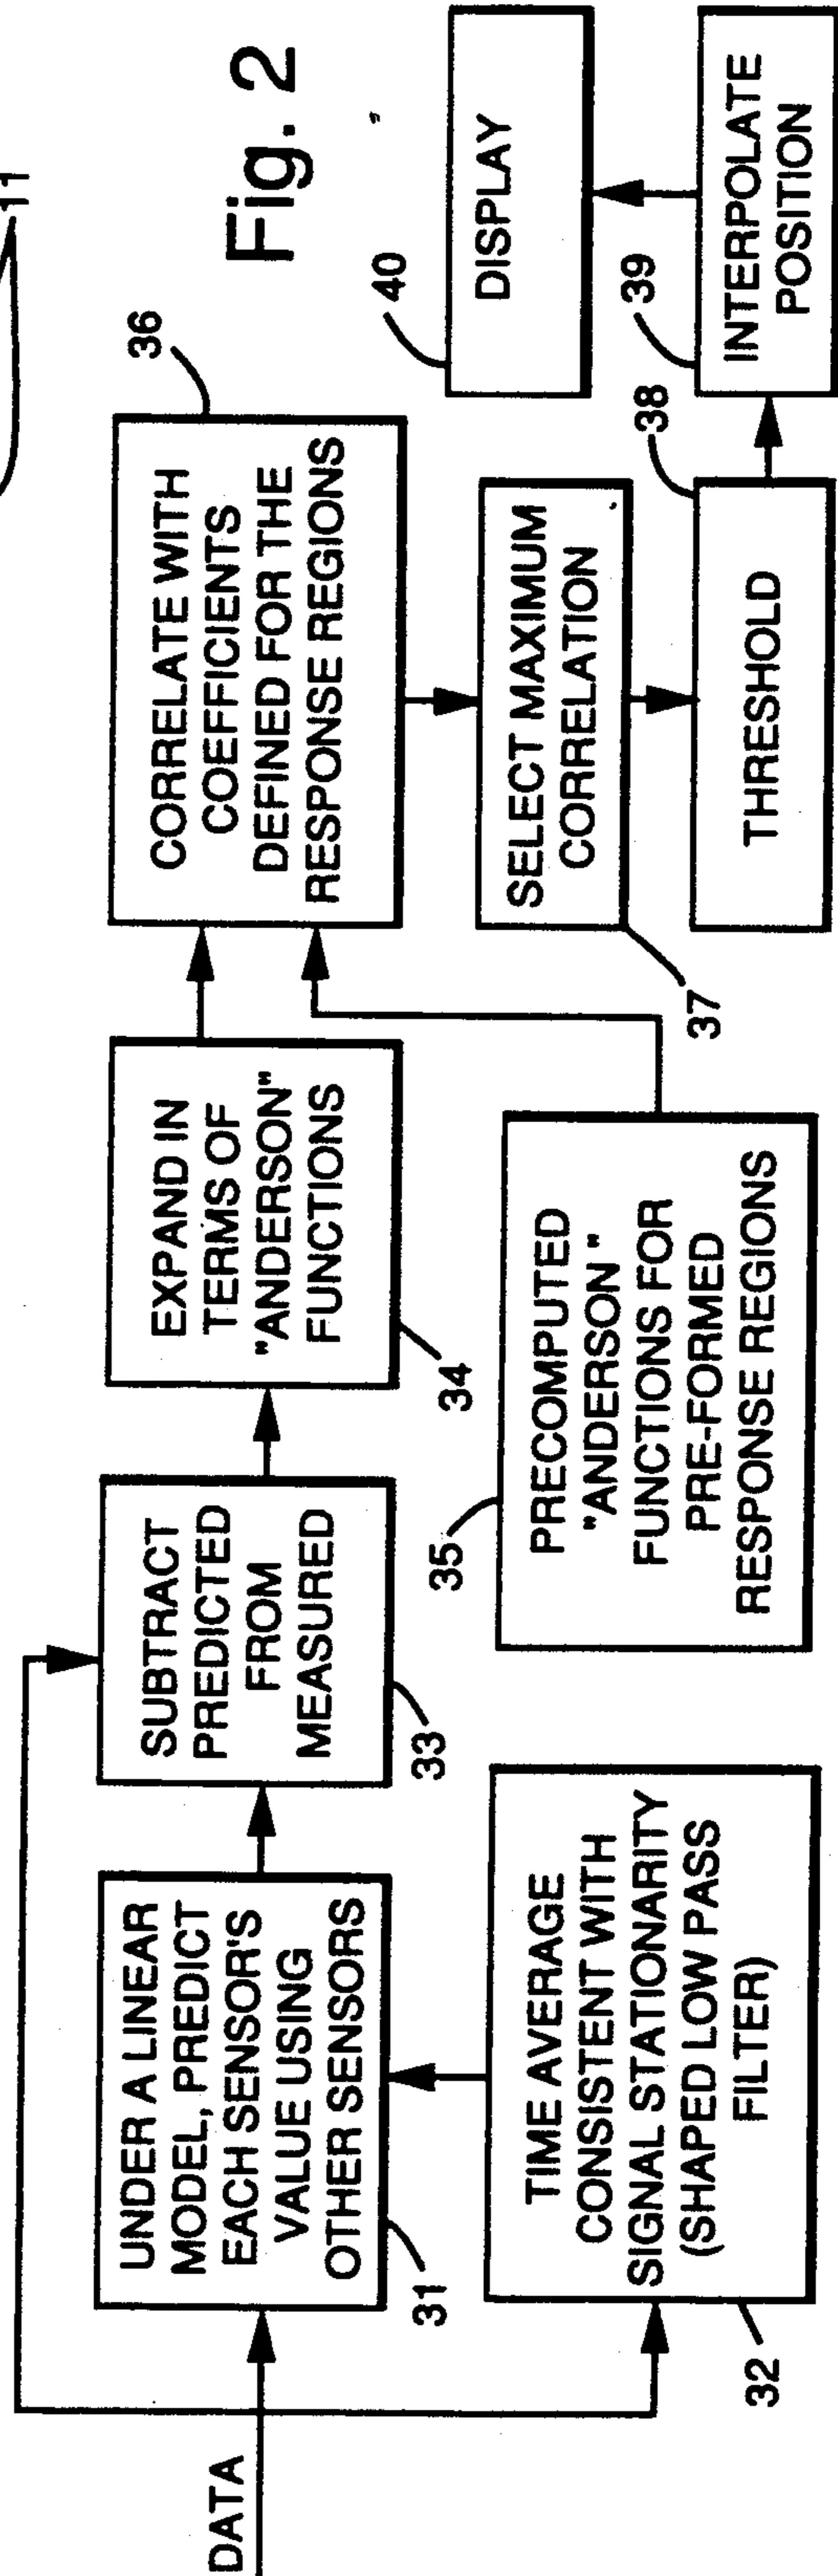 11
Fig. 2
DATA
UNDER A LINEAR
MODEL, PREDICT
EACH SENSOR'S
VALUE USING
OTHER SENSORS
31
TIME AVERAGE
CONSISTENT WITH
SIGNAL STATIONARITY
(SHAPED LOW PASS
FILTER)
32
SUBTRACT
PREDICTED
FROM
MEASURED
33
EXPAND IN
TERMS OF
"ANDERSON"
FUNCTIONS
34
35
PRECOMPUTED
"ANDERSON "
FUNCTIONS FOR
PRE-FORMED
RESPONSE REGIONS
36
CORRELATE WITH
COEFFICIENTS
DEFINED FOR THE
RESPONSE REGIONS
SELECT MAXIMUM
CORRELATION
37
THRESHOLD
38
INTERPOLATE
POSITION
39
DISPLAY
40